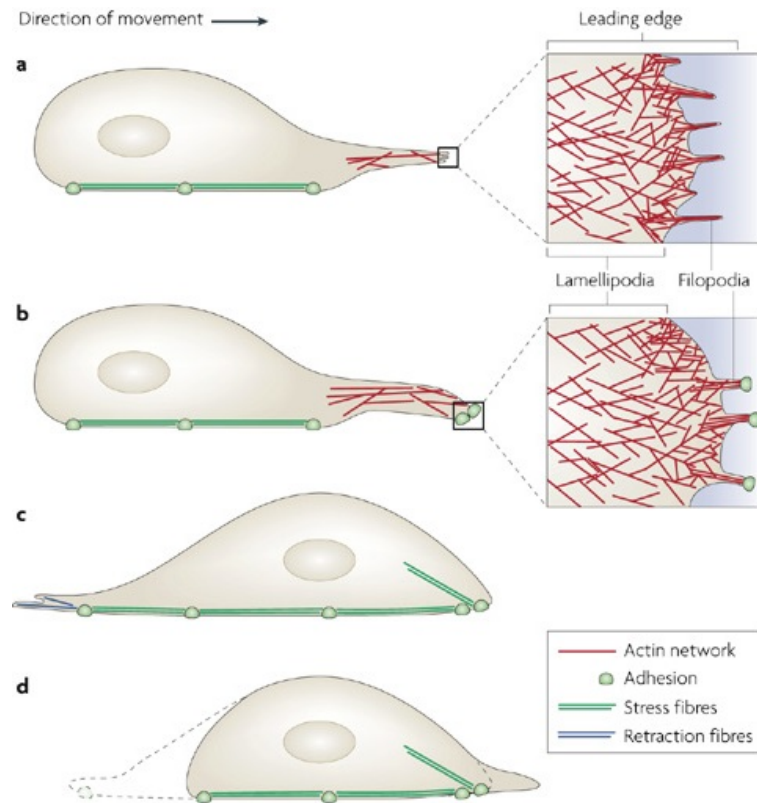 Direction of movement
Leading edge
a
Lamellipodia
Filopodia
b
c
d
Actin network
Adhesion
Stress fibres
Retraction fibres